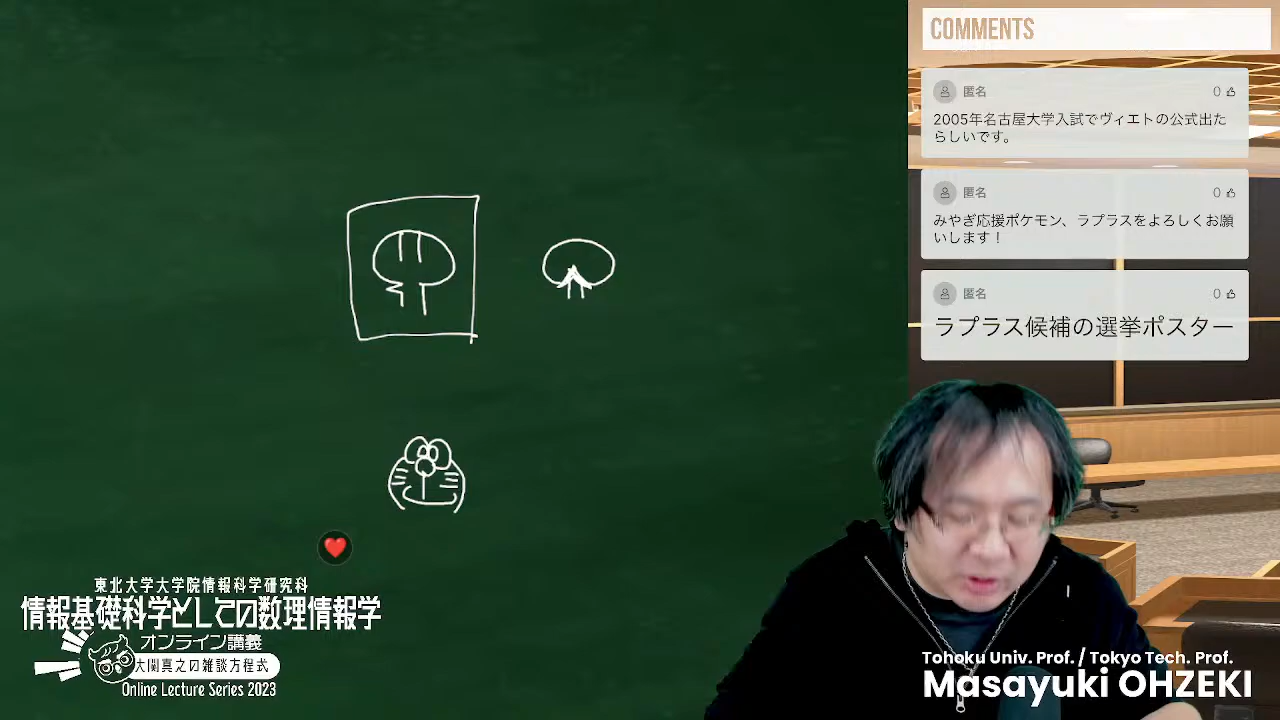 COMMENTS
匿名
0
2005年名古屋大学入試でヴィエトの公式出た
らしいです。
匿名
0
みやぎ応援ポケモン、ラプラスをよろしくお願
いします！
匿名
0
ラプラス候補の選挙ポスター
東北大学大学院情報科学研究科
情報基礎科学としての数理情報学
オンライン講義
大関真之の雑談方程式
Online Lecture Series 2023
Tohoku Univ. Prof. / Tokyo Tech. Prof.
Masayuki OHZEKI